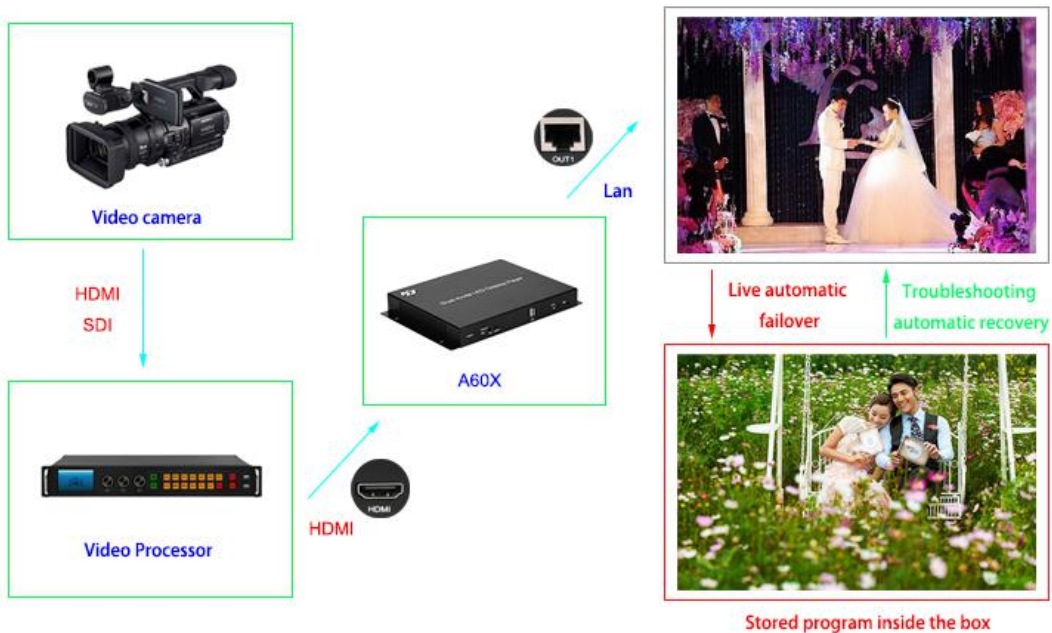 Video camera
HDMI
SDI
Video Processor
HDMI
HDMI
A60X
OUT1
Lan
Live automatic
failover
Troubleshooting
automatic recovery
Stored program inside the box